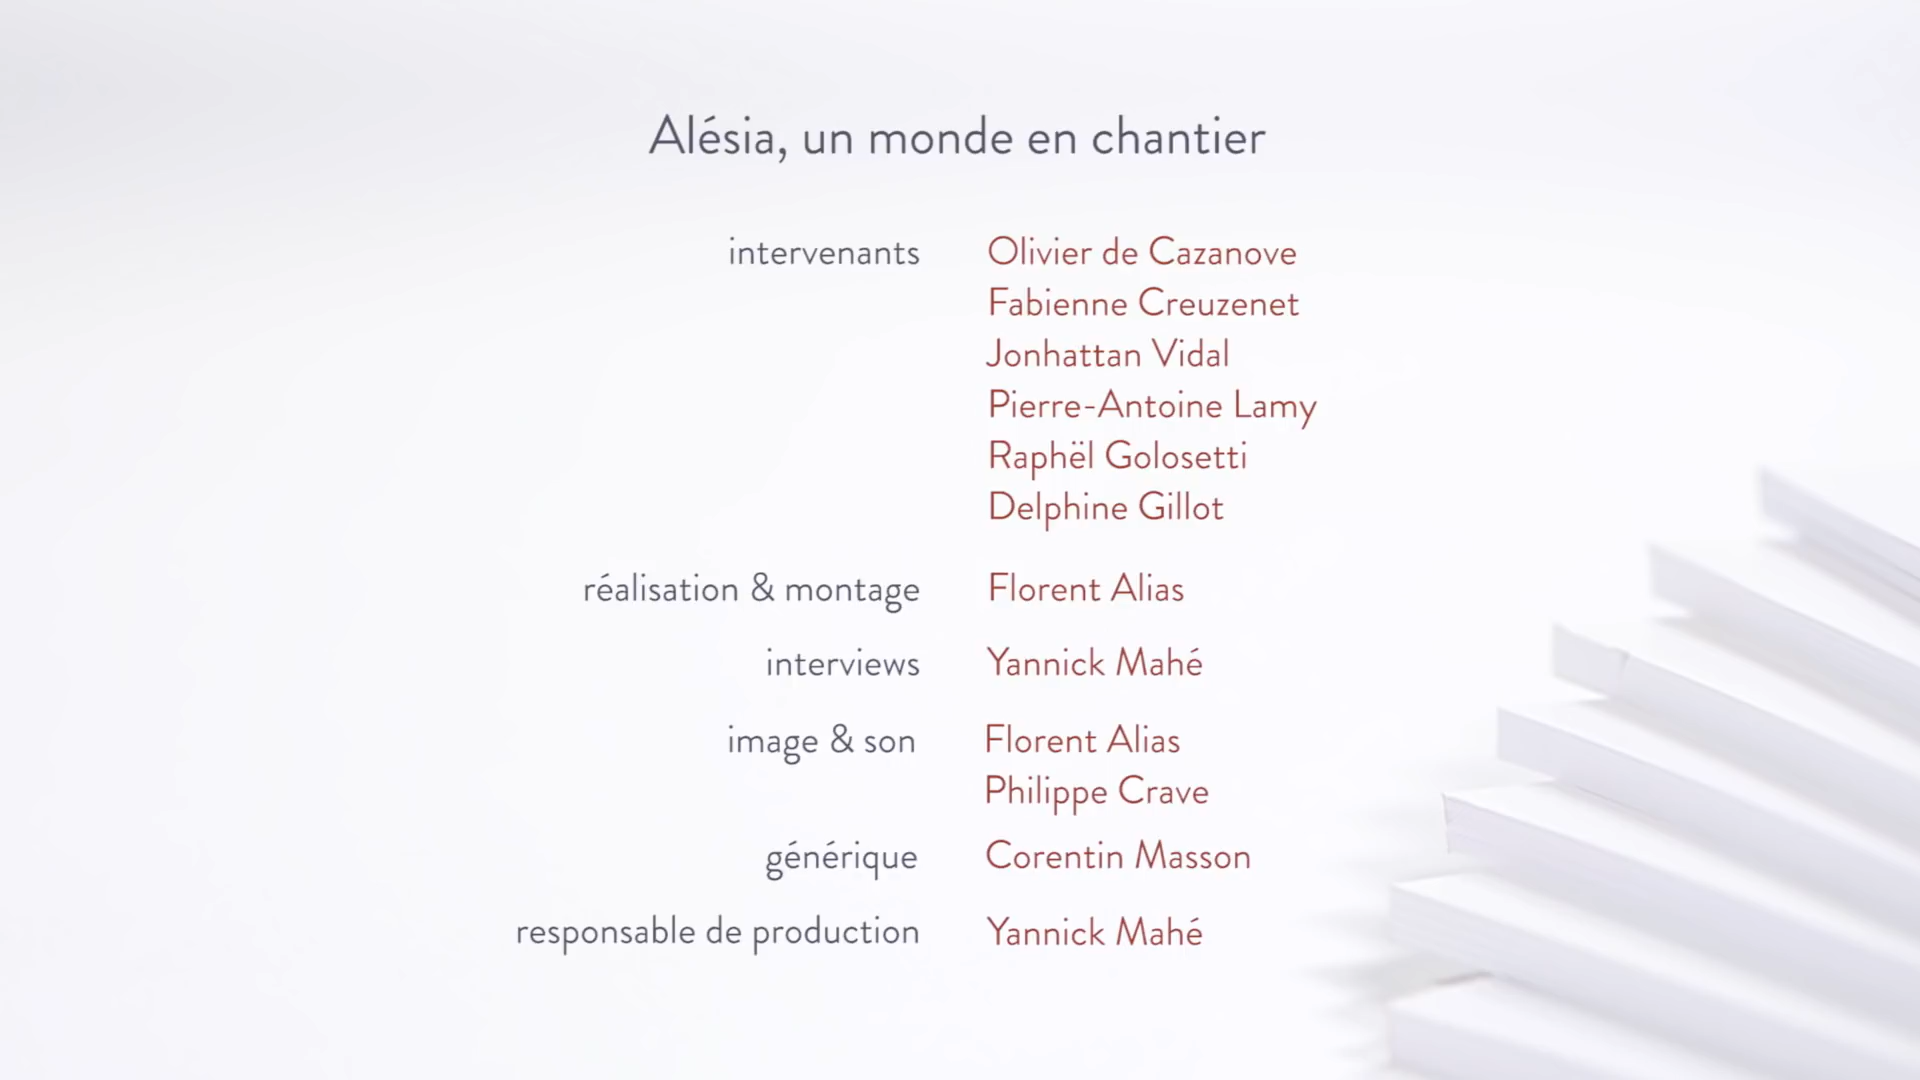 Alésia, un monde en chantier
intervenants Olivier de Cazanove
Fabienne Creuzenet
Jonhattan Vidal
Pierre-Antoine Lamy
Raphël Golosetti
Delphine Gillot
réalisation & montage Florent Alias
interviews Yannick Mahé
image & son Florent Alias
Philippe Crave
générique Corentin Masson
responsable de production Yannick Mahé